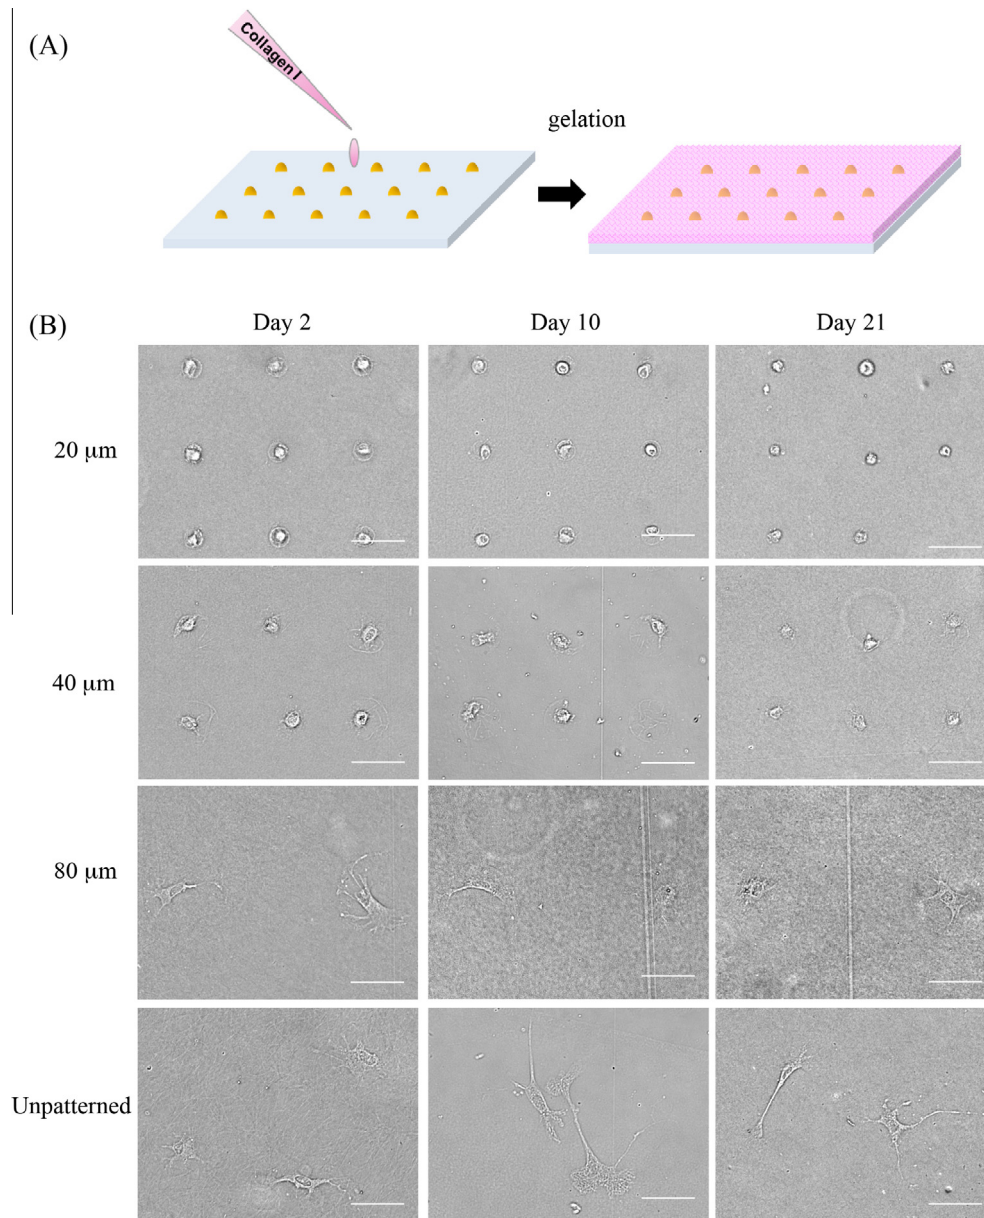 (A)
Collagen I
gelation
(B)
Day 2
Day 10
Day 21
20 μm
40 μm
80 μm
Unpatterned